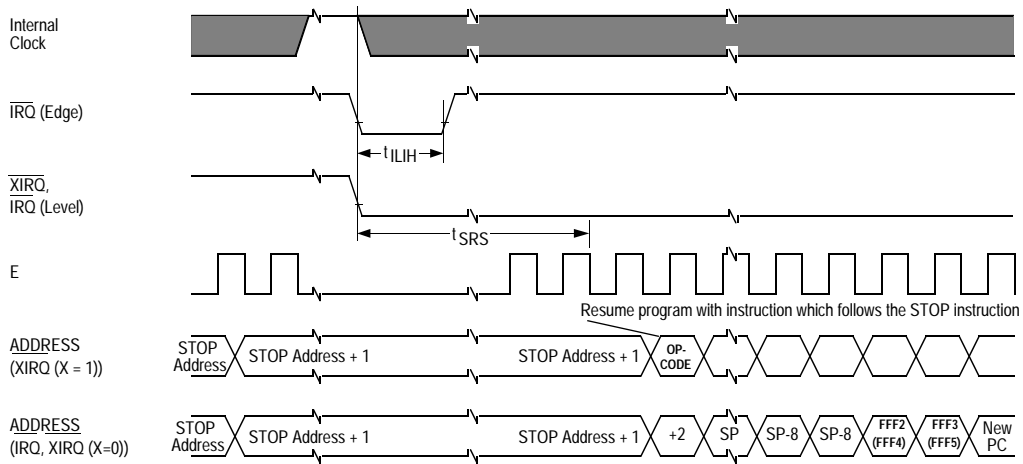 Internal
Clock
IRQ (Edge)
tILIH
XIRQ,
IRQ (Level)
tSRS
E
Resume program with instruction which follows the STOP instruction
ADDRESS
(XIRQ (X = 1))
STOP
Address
STOP Address + 1
STOP Address + 1
OP-
CODE
ADDRESS
(IRQ, XIRQ (X=0))
STOP
Address
STOP Address + 1
STOP Address + 1
+2
SP
SP-8
SP-8
FFF2
(FFF4)
FFF3
(FFF5)
New
PC